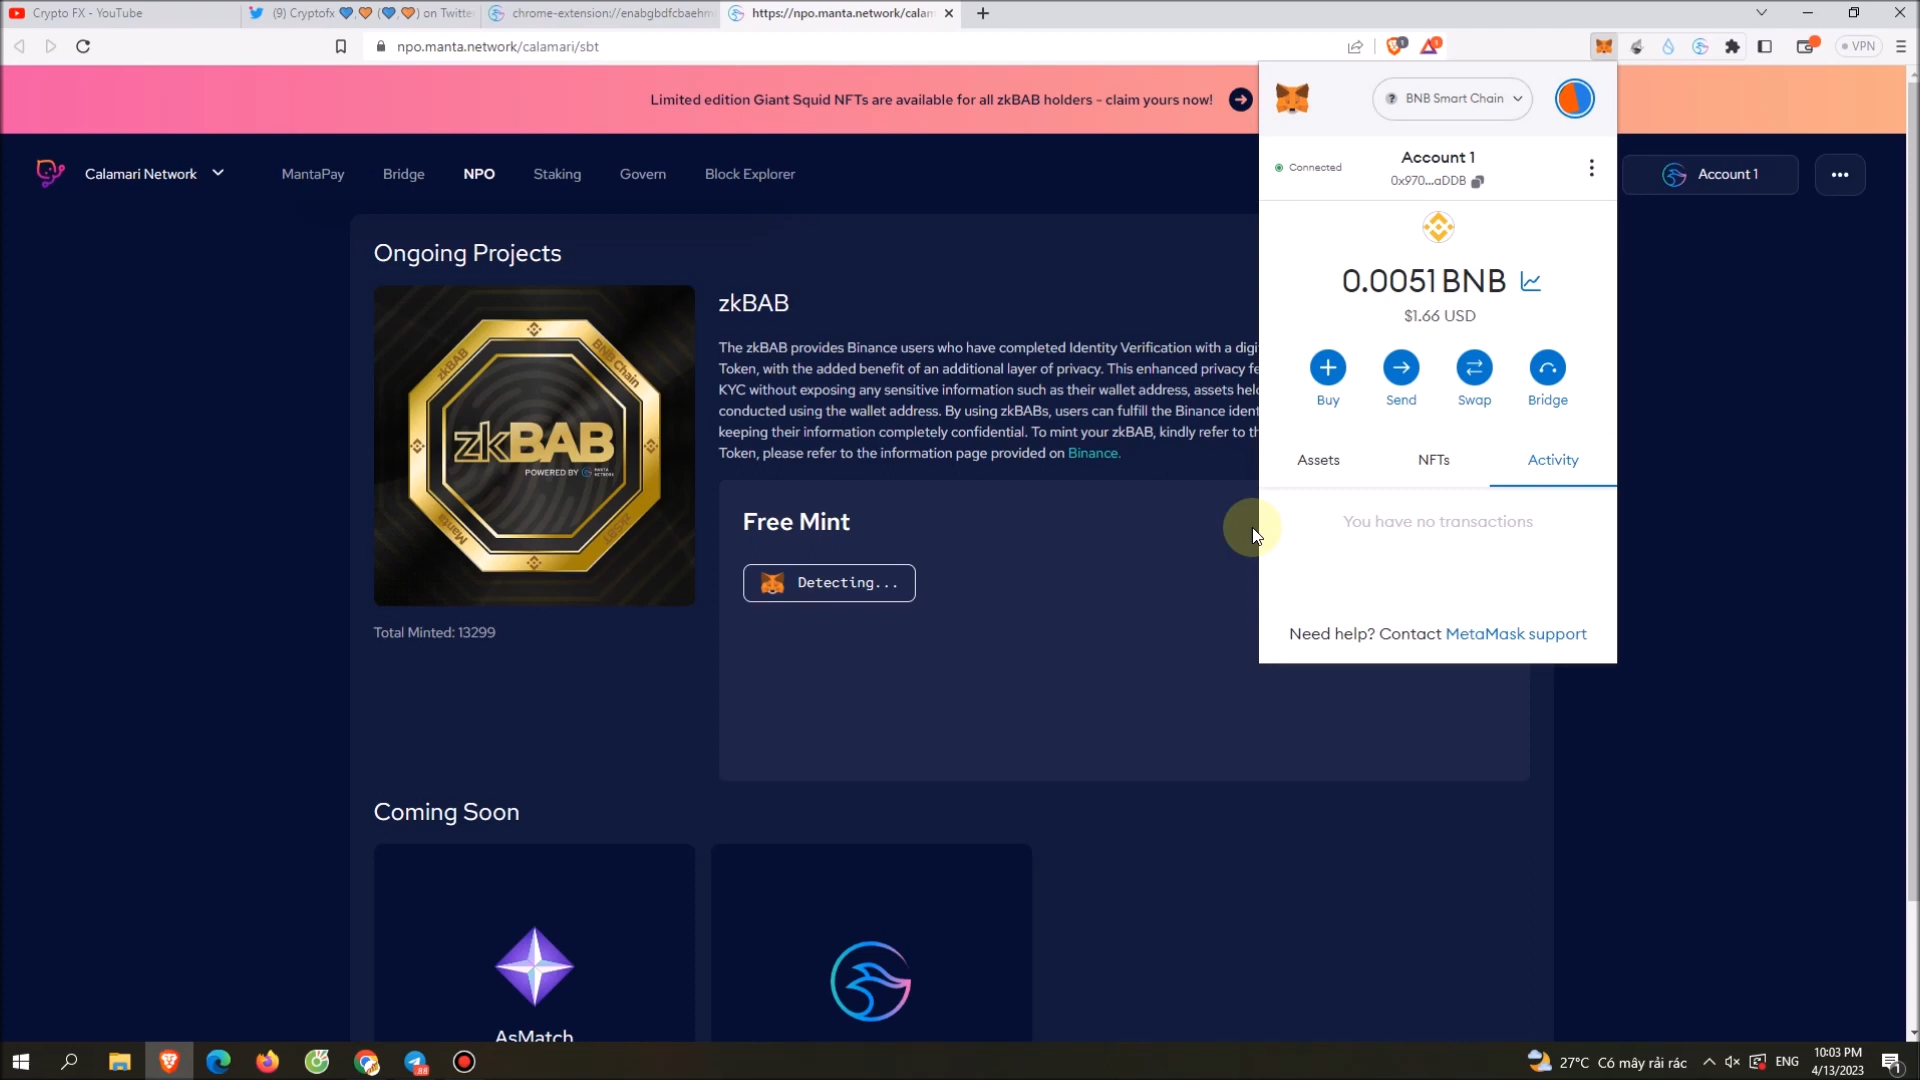 Crypto FX - YouTube
(9) Cryptofx 💙,🧡 (💙,🧡) on Twitte
chrome-extension://enabgbdfcbaehm
https://npo.manta.network/calam
npo.manta.network/calamari/sbt
VPN
Limited edition Giant Squid NFTs are available for all zkBAB holders - claim yours now!
Calamari Network
MantaPay
Bridge
NPO
Staking
Govern
Block Explorer
Account 1
BNB Smart Chain
Connected
Account 1
0x970...aDDB
0.0051 BNB
$1.66 USD
Buy
Send
Swap
Bridge
Assets
NFTs
Activity
You have no transactions
Need help? Contact MetaMask support
Ongoing Projects
zkBAB
BNB Chain
zkBAB
POWERED BY MANTA NETWORK
Manta
zkSBT
Total Minted: 13299
zkBAB
The zkBAB provides Binance users who have completed Identity Verification with a digi
Token, with the added benefit of an additional layer of privacy. This enhanced privacy fe
KYC without exposing any sensitive information such as their wallet address, assets hel
conducted using the wallet address. By using zkBABs, users can fulfill the Binance ident
keeping their information completely confidential. To mint your zkBAB, kindly refer to th
Token, please refer to the information page provided on Binance.
Free Mint
Detecting...
Coming Soon
AsMatch
88
27°C Có mây rải rác
ENG
10:03 PM
4/13/2023
1